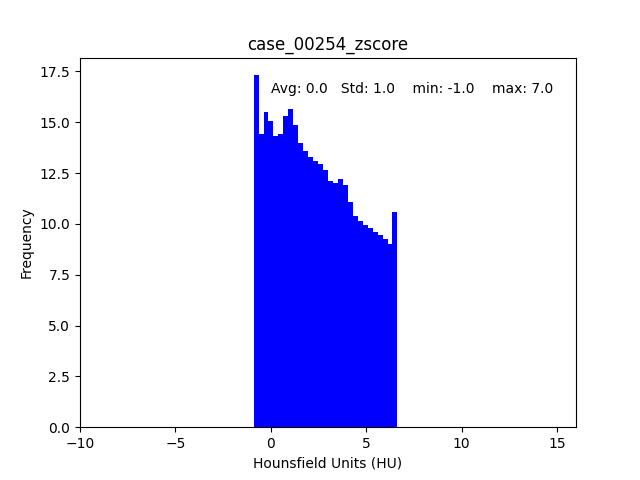 case_00254_zscore
Avg: 0.0 Std: 1.0 min: -1.0 max: 7.0
17.5
15.0
12.5
10.0
7.5
5.0
2.5
0.0
Frequency
−10 −5 0 5 10 15
Hounsfield Units (HU)